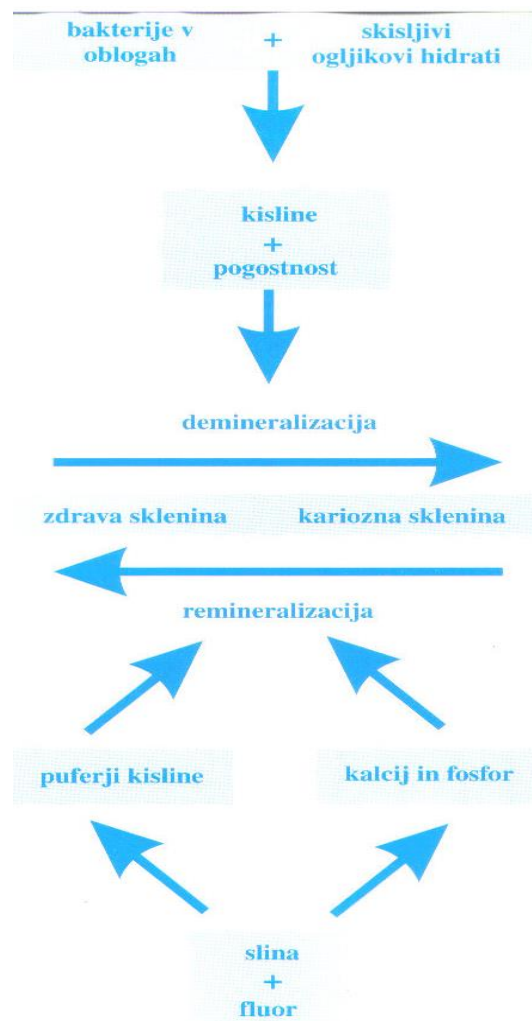 bakterije v + skisljivi
oblogah ogljikovi hidrati
kisline
+
pogostnost
demineralizacija
zdrava sklenina kariozna sklenina
remineralizacija
puferji kisline kalcij in fosfor
slina
+
fluor